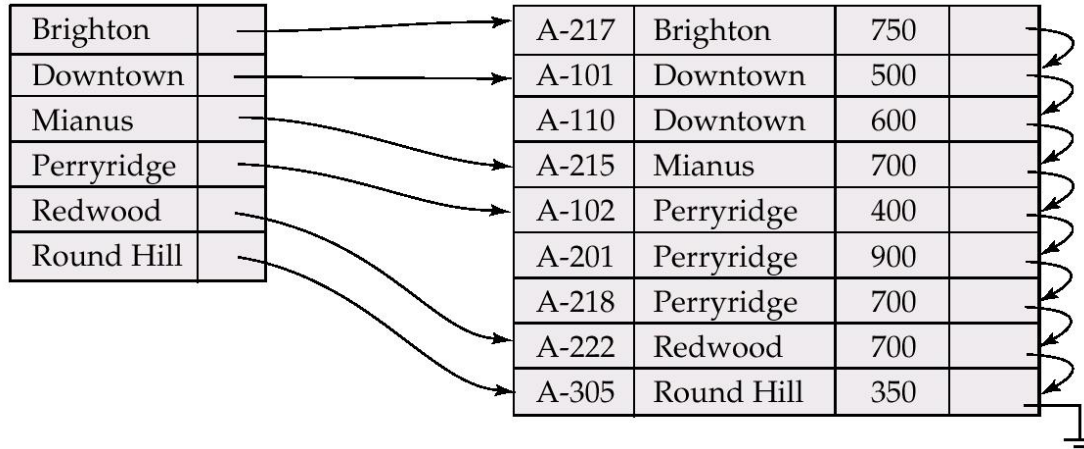 Brighton
Downtown
Mianus
Perryridge
Redwood
Round Hill
A-217 Brighton 750
A-101 Downtown 500
A-110 Downtown 600
A-215 Mianus 700
A-102 Perryridge 400
A-201 Perryridge 900
A-218 Perryridge 700
A-222 Redwood 700
A-305 Round Hill 350